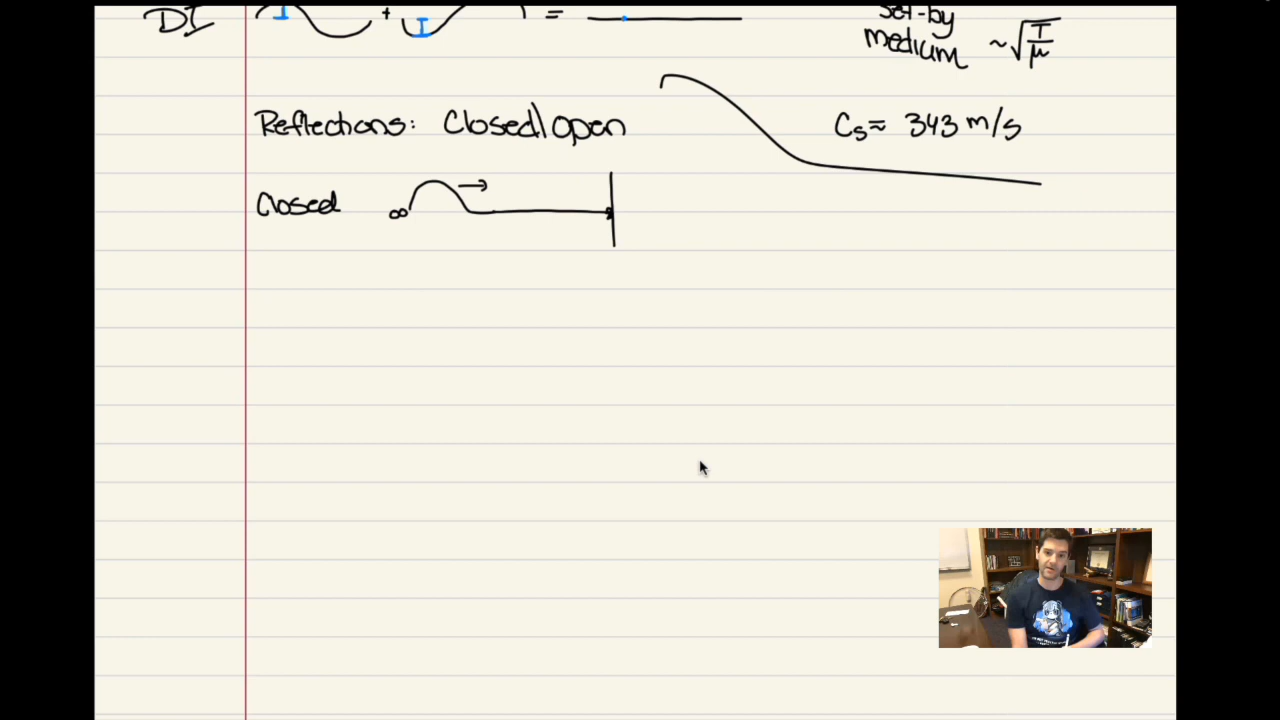 DI + =
set-by
medium ~√T/μ
Reflections: Closed\open
Cs≈ 343 m/s
Closed ∞